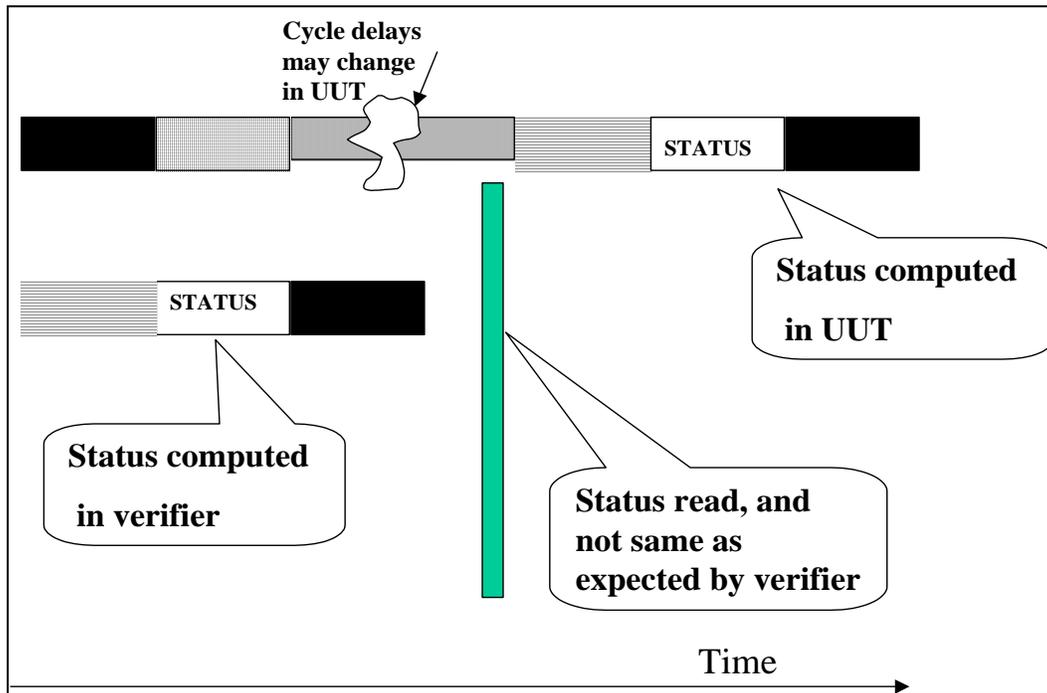 Cycle delays
may change
in UUT
STATUS
Status computed
in UUT
STATUS
Status computed
in verifier
Status read, and
not same as
expected by verifier
Time